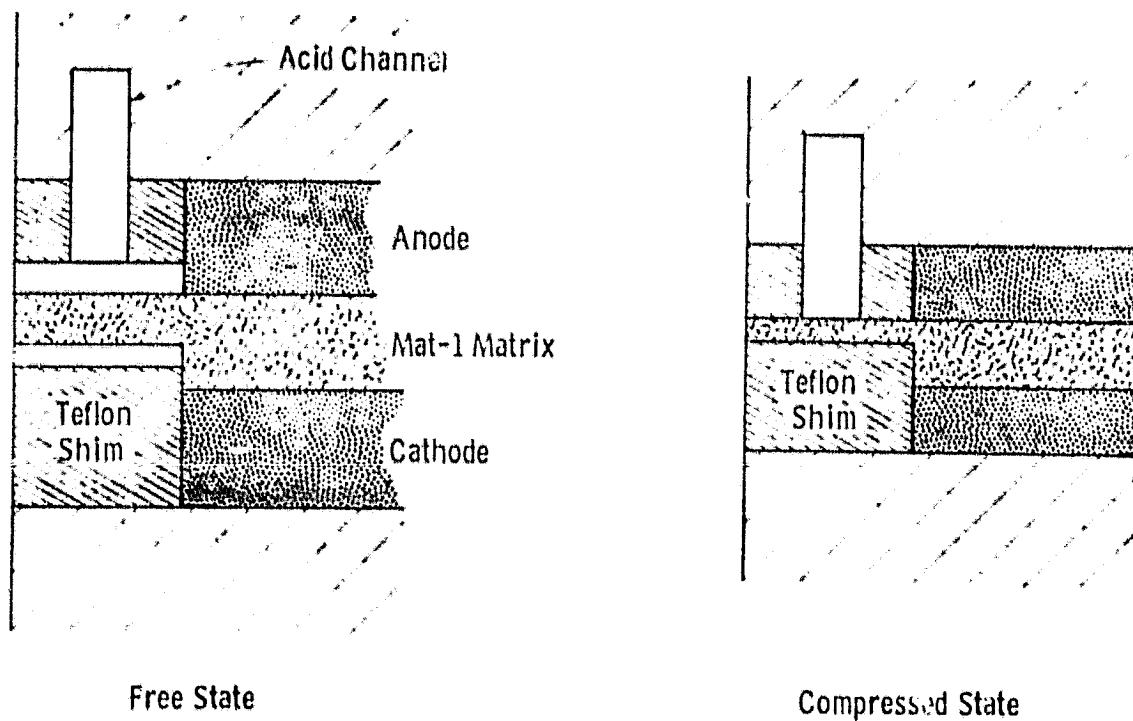 Acid Channel
Anode
Mat-1 Matrix
Teflon
Shim
Cathode
Teflon
Shim
Free State
Compressed State